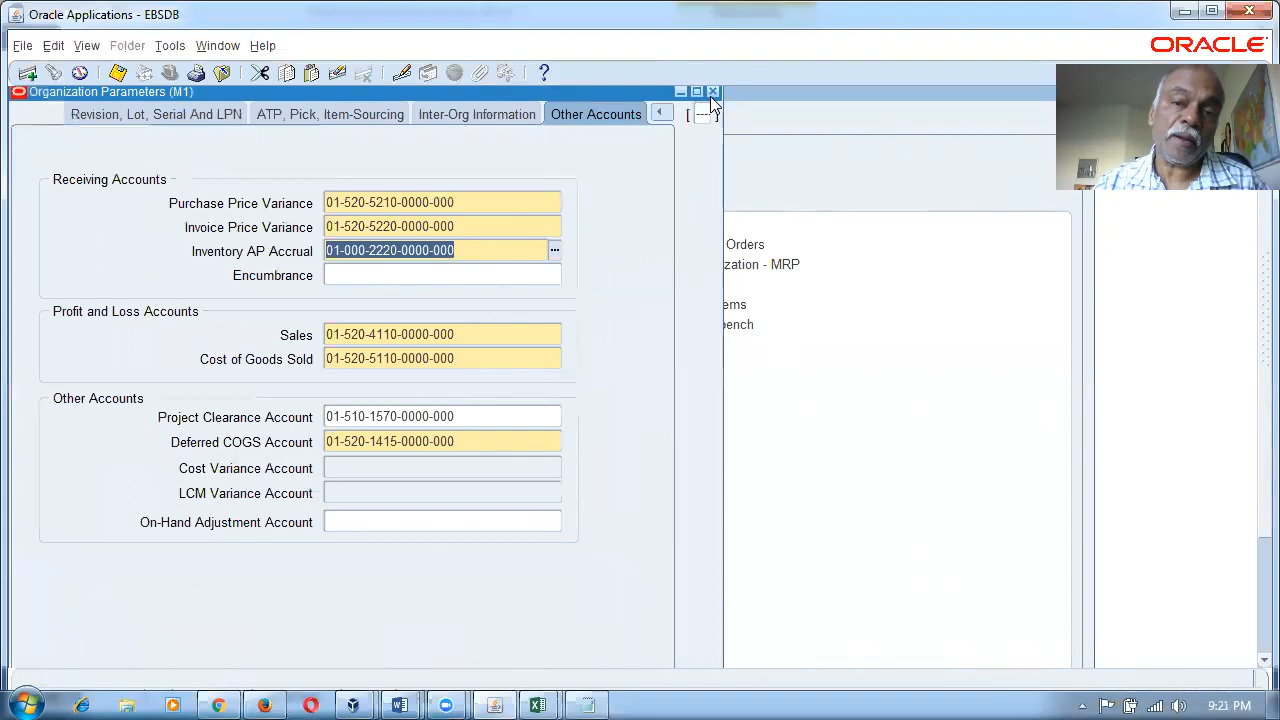 Oracle Applications - EBSDB
File Edit View Folder Tools Window Help
ORACLE
Organization Parameters (M1)
Revision, Lot, Serial And LPN ATP, Pick, Item-Sourcing Inter-Org Information Other Accounts
Receiving Accounts
Purchase Price Variance 01-520-5210-0000-000
Invoice Price Variance 01-520-5220-0000-000
Inventory AP Accrual 01-000-2220-0000-000
Encumbrance
Profit and Loss Accounts
Sales 01-520-4110-0000-000
Cost of Goods Sold 01-520-5110-0000-000
Other Accounts
Project Clearance Account 01-510-1570-0000-000
Deferred COGS Account 01-520-1415-0000-000
Cost Variance Account
LCM Variance Account
On-Hand Adjustment Account
Orders
zation - MRP
ems
bench
9:21 PM